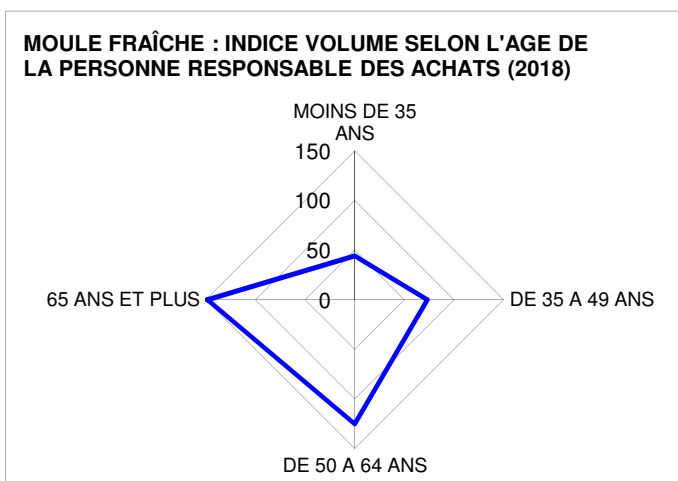 MOULE FRAÎCHE : INDICE VOLUME SELON L'AGE DE
LA PERSONNE RESPONSABLE DES ACHATS (2018)
MOINS DE 35
ANS
150
100
50
0
65 ANS ET PLUS
DE 35 A 49 ANS
DE 50 A 64 ANS